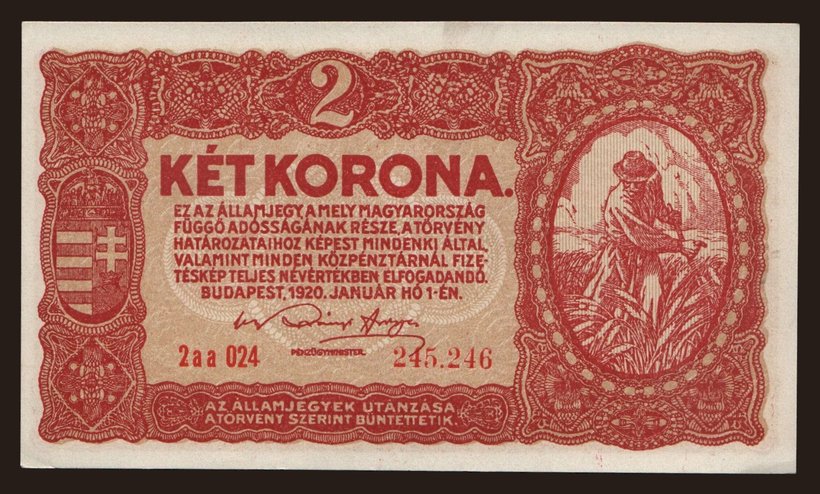 2
KÉT KORONA.
EZ AZ ÁLLAMJEGY, A MELY MAGYARORSZÁG
FÜGGŐ ADÓSSÁGÁNAK RÉSZE, A TÖRVÉNY
HATÁROZATAIHOZ KÉPEST MINDENKI ÁLTAL,
VALAMINT MINDEN KÖZPÉNZTÁRNÁL FIZE-
TÉSKÉP TELJES NÉVÉRTÉKBEN ELFOGADANDÓ.
BUDAPEST, 1920. JANUÁR HÓ 1-ÉN.
2aa 024 PÉNZÜGYMINISTER. 245.246
AZ ÁLLAMJEGYEK UTÁNZÁSA
A TÖRVÉNY SZERINT BÜNTETTETIK.